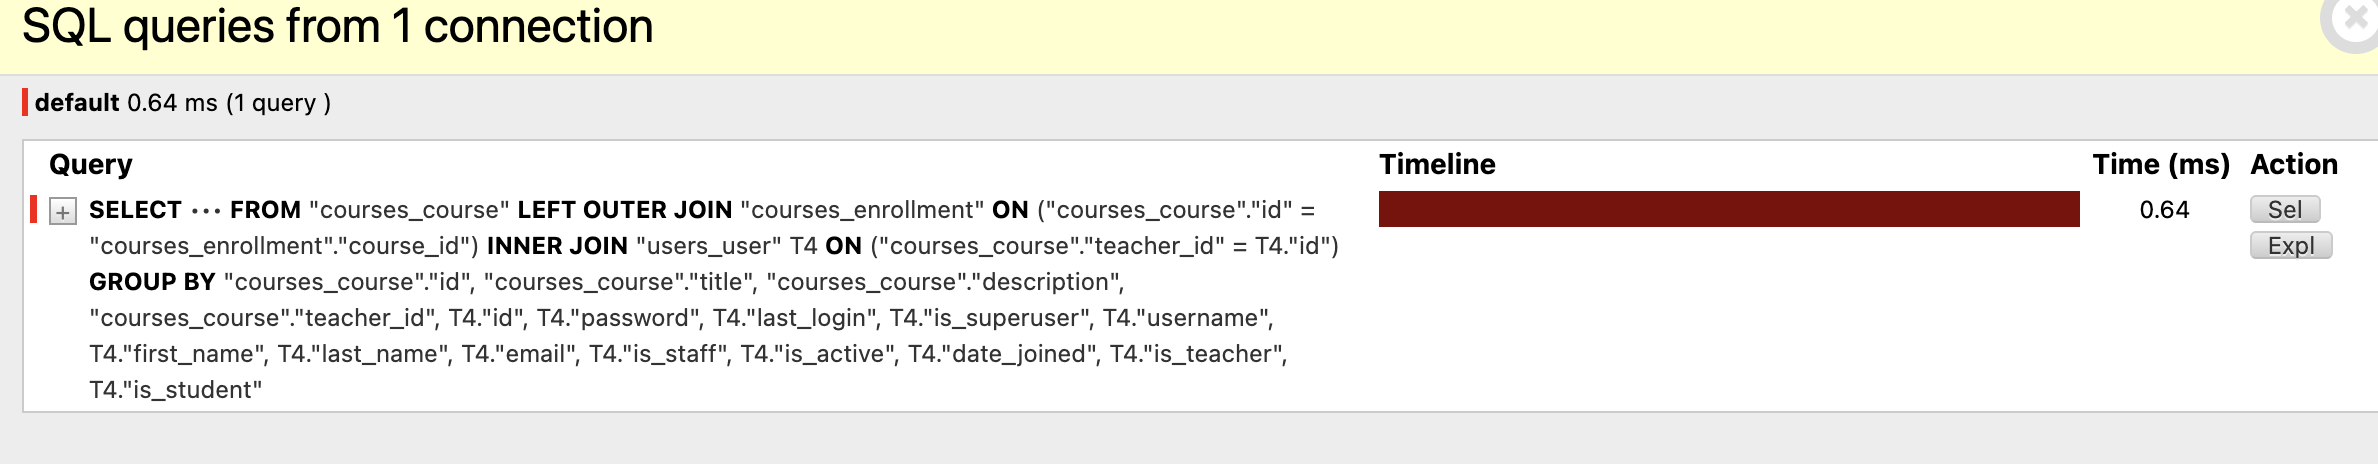 SQL queries from 1 connection
default 0.64 ms (1 query )
Query Timeline Time (ms) Action
SELECT ••• FROM "courses_course" LEFT OUTER JOIN "courses_enrollment" ON ("courses_course"."id" = 0.64 Sel
"courses_enrollment"."course_id") INNER JOIN "users_user" T4 ON ("courses_course"."teacher_id" = T4."id") Expl
GROUP BY "courses_course"."id", "courses_course"."title", "courses_course"."description",
"courses_course"."teacher_id", T4."id", T4."password", T4."last_login", T4."is_superuser", T4."username",
T4."first_name", T4."last_name", T4."email", T4."is_staff", T4."is_active", T4."date_joined", T4."is_teacher",
T4."is_student"